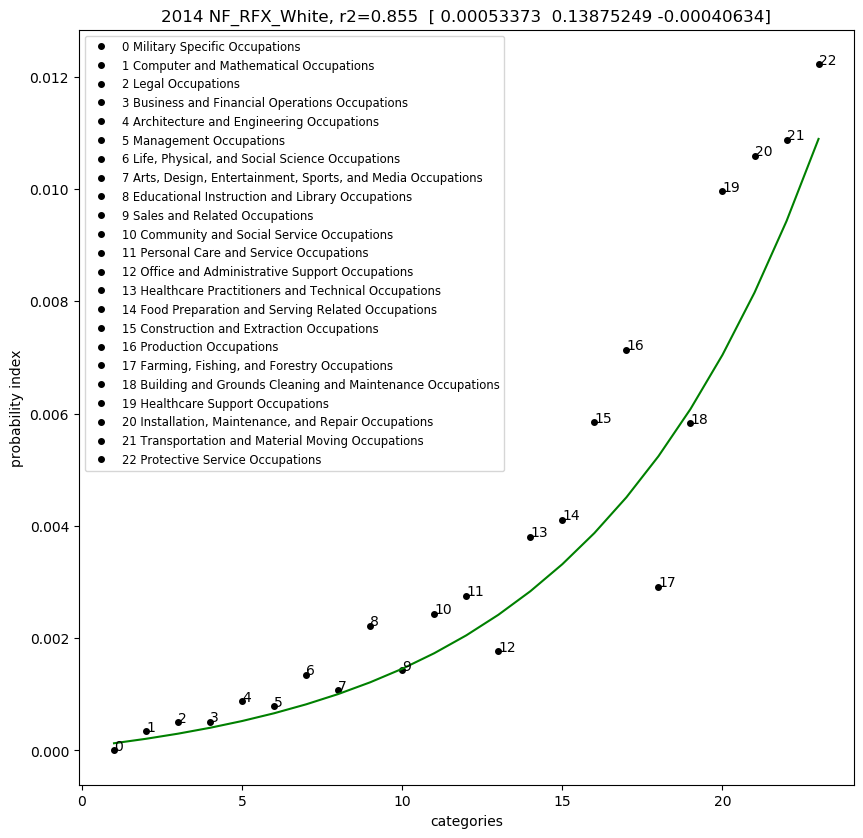 2014 NF_RFX_White, r2=0.855 [ 0.00053373 0.13875249 -0.00040634]
0 Military Specific Occupations
1 Computer and Mathematical Occupations
2 Legal Occupations
3 Business and Financial Operations Occupations
4 Architecture and Engineering Occupations
5 Management Occupations
6 Life, Physical, and Social Science Occupations
7 Arts, Design, Entertainment, Sports, and Media Occupations
8 Educational Instruction and Library Occupations
9 Sales and Related Occupations
10 Community and Social Service Occupations
11 Personal Care and Service Occupations
12 Office and Administrative Support Occupations
13 Healthcare Practitioners and Technical Occupations
14 Food Preparation and Serving Related Occupations
15 Construction and Extraction Occupations
16 Production Occupations
17 Farming, Fishing, and Forestry Occupations
18 Building and Grounds Cleaning and Maintenance Occupations
19 Healthcare Support Occupations
20 Installation, Maintenance, and Repair Occupations
21 Transportation and Material Moving Occupations
22 Protective Service Occupations
probability index
0.012
0.010
0.008
0.006
0.004
0.002
0.000
0
1
2
3
4
5
6
7
8
9
10
11
12
13
14
15
16
17
18
19
20
21
22
0 5 10 15 20
categories